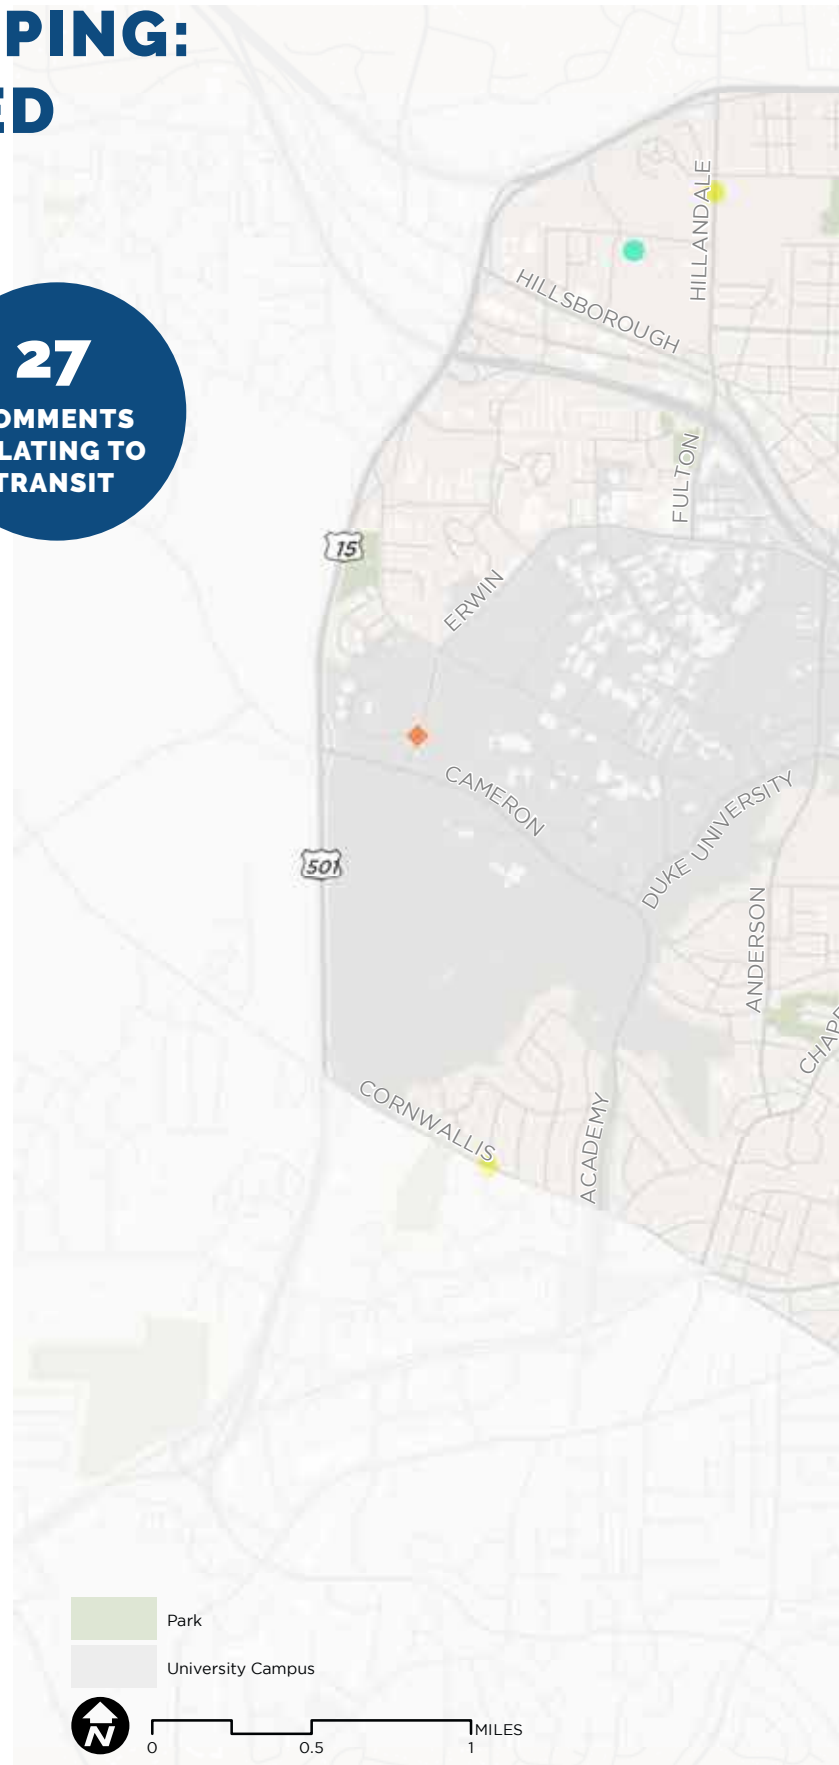 PING:
ED
27
OMMENTS
LATING TO
TRANSIT
HILLANDALE
HILLSBOROUGH
FULTON
15
ERWIN
CAMERON
DUKE UNIVERSITY
501
ANDERSON
CHAP
CORNWALLIS
ACADEMY
Park
University Campus
N
MILES
0 0.5 1